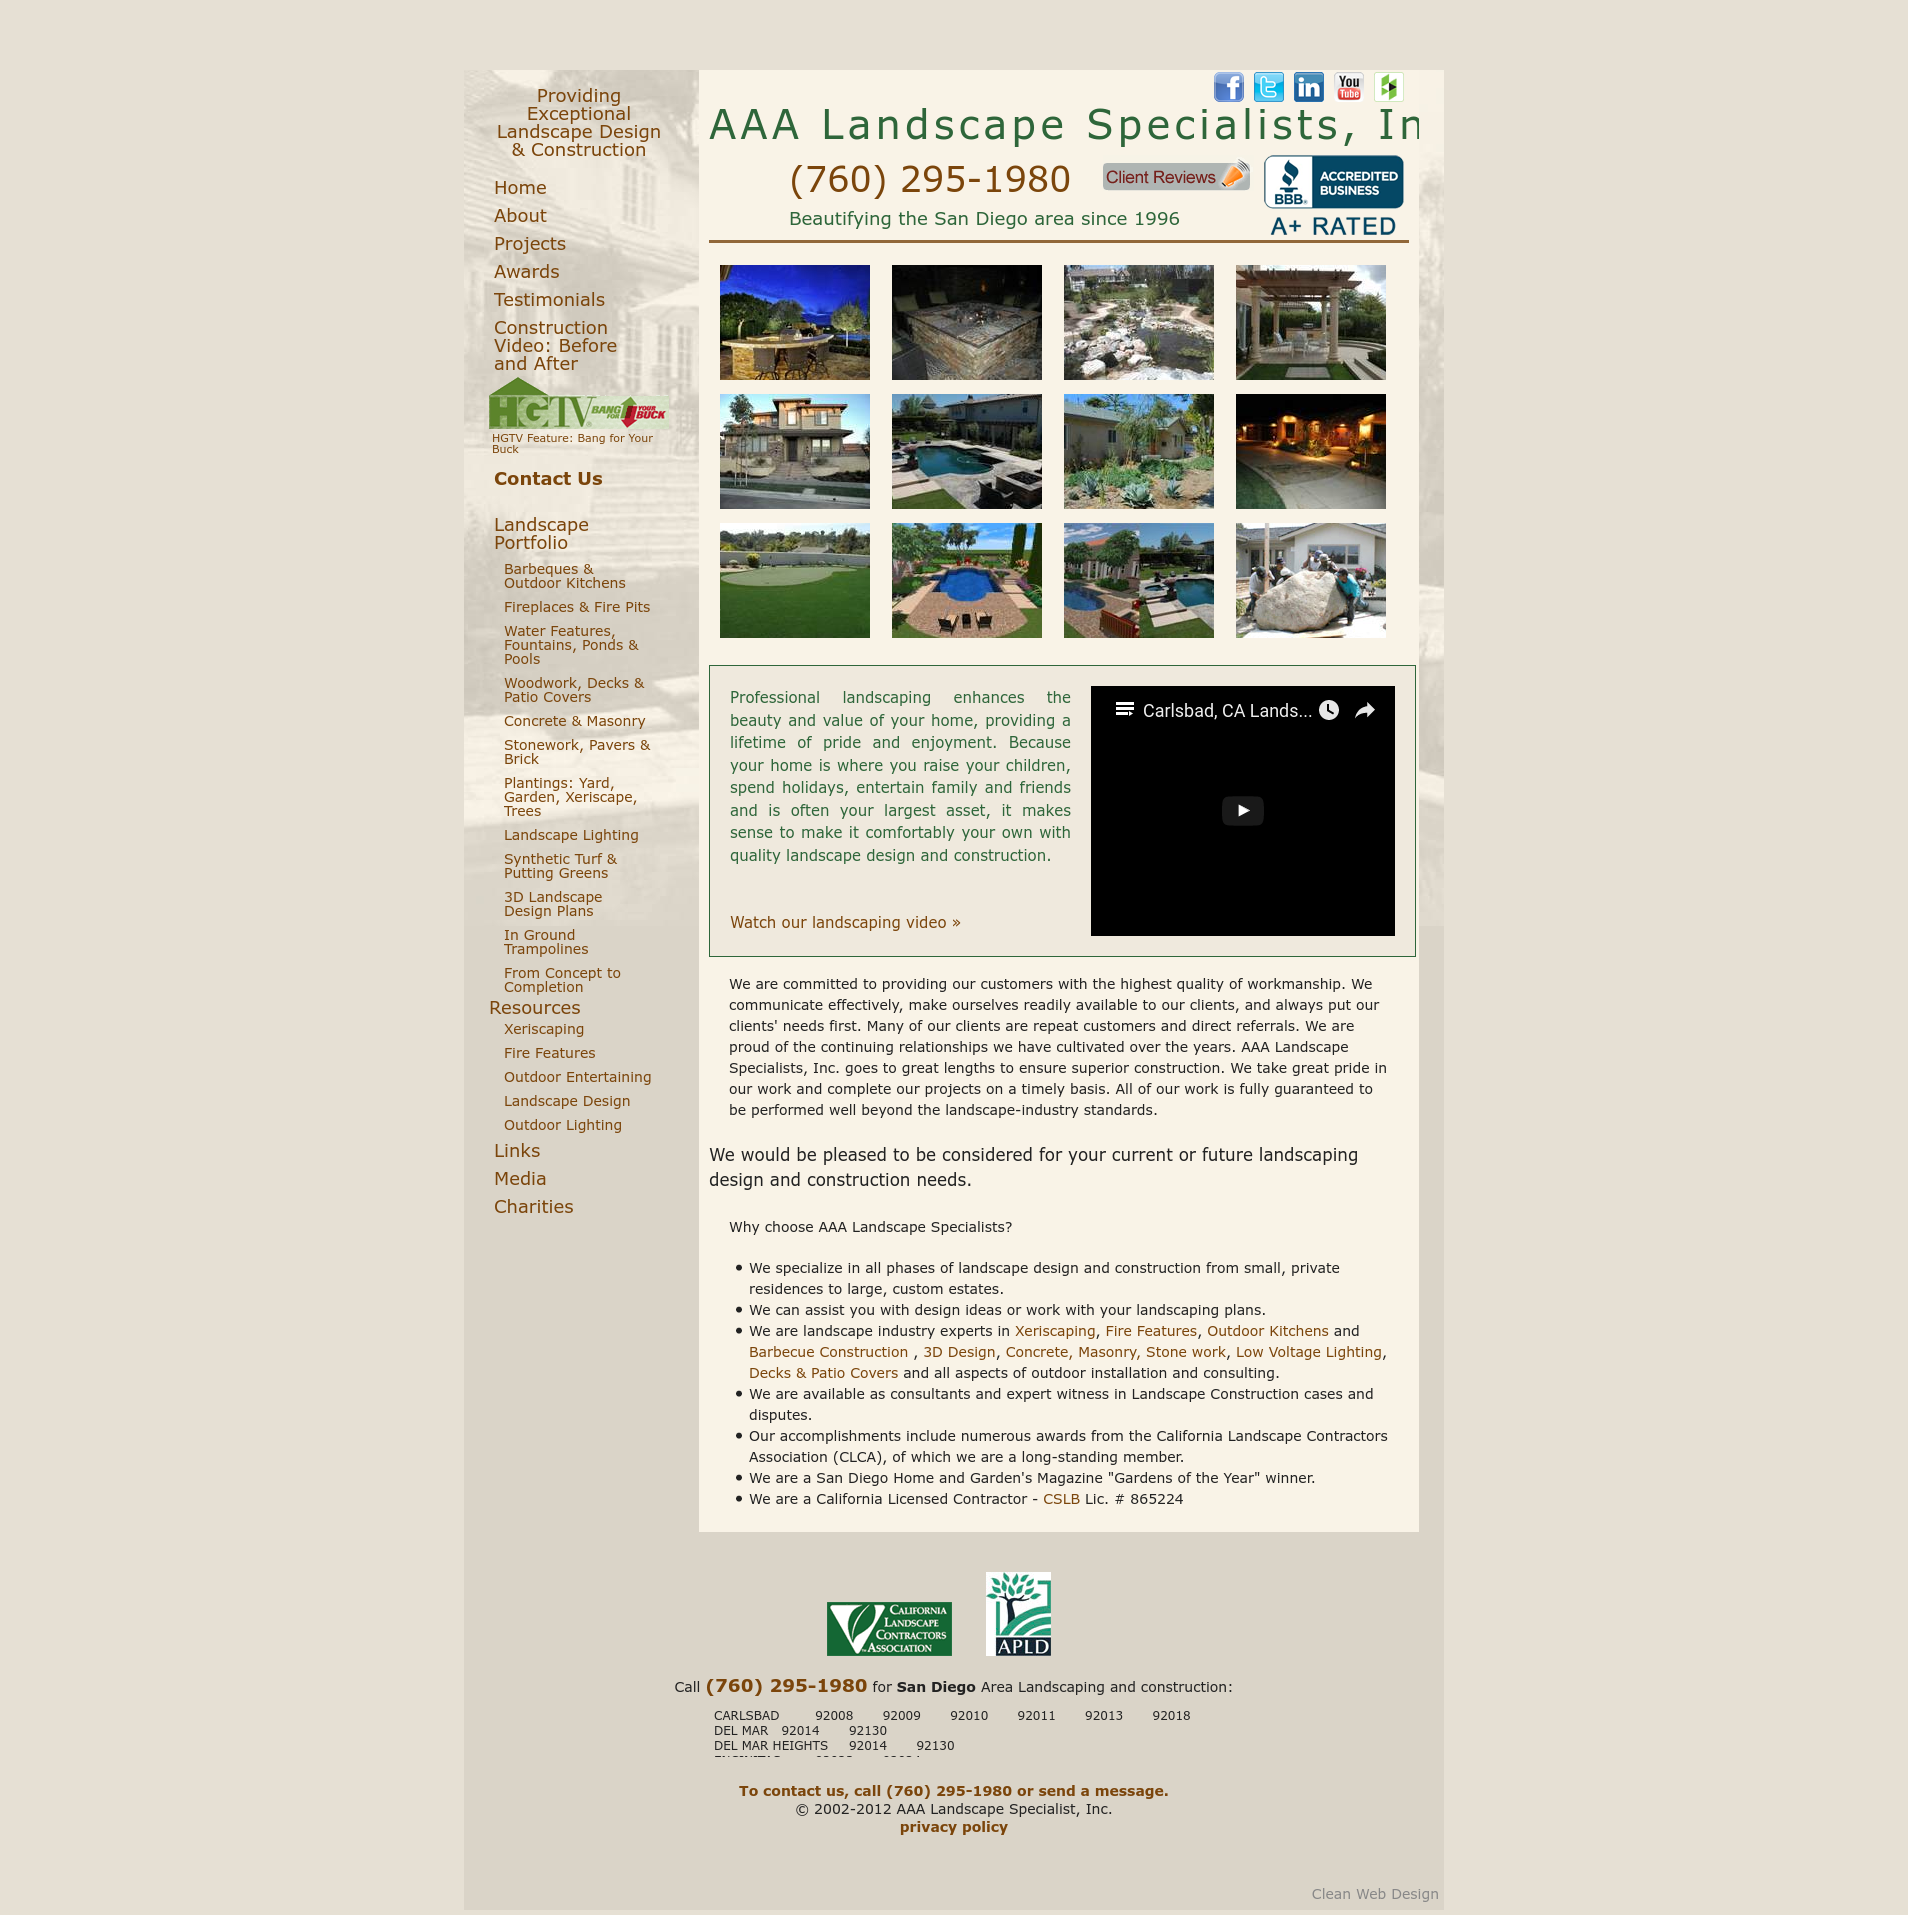 Providing
Exceptional
Landscape Design
& Construction
Home
About
Projects
Awards
Testimonials
Construction
Video: Before
and After
HGTV BANG FOR YOUR BUCK
HGTV Feature: Bang for Your
Buck
Contact Us
Landscape
Portfolio
Barbeques &
Outdoor Kitchens
Fireplaces & Fire Pits
Water Features,
Fountains, Ponds &
Pools
Woodwork, Decks &
Patio Covers
Concrete & Masonry
Stonework, Pavers &
Brick
Plantings: Yard,
Garden, Xeriscape,
Trees
Landscape Lighting
Synthetic Turf &
Putting Greens
3D Landscape
Design Plans
In Ground
Trampolines
From Concept to
Completion
Resources
Xeriscaping
Fire Features
Outdoor Entertaining
Landscape Design
Outdoor Lighting
Links
Media
Charities
You Tube
AAA Landscape Specialists, In
(760) 295-1980
Client Reviews
BBB. ACCREDITED BUSINESS
A+ RATED
Beautifying the San Diego area since 1996
Professional landscaping enhances the
beauty and value of your home, providing a
lifetime of pride and enjoyment. Because
your home is where you raise your children,
spend holidays, entertain family and friends
and is often your largest asset, it makes
sense to make it comfortably your own with
quality landscape design and construction.
Watch our landscaping video »
Carlsbad, CA Lands...
We are committed to providing our customers with the highest quality of workmanship. We
communicate effectively, make ourselves readily available to our clients, and always put our
clients' needs first. Many of our clients are repeat customers and direct referrals. We are
proud of the continuing relationships we have cultivated over the years. AAA Landscape
Specialists, Inc. goes to great lengths to ensure superior construction. We take great pride in
our work and complete our projects on a timely basis. All of our work is fully guaranteed to
be performed well beyond the landscape-industry standards.
We would be pleased to be considered for your current or future landscaping
design and construction needs.
Why choose AAA Landscape Specialists?
• We specialize in all phases of landscape design and construction from small, private
residences to large, custom estates.
• We can assist you with design ideas or work with your landscaping plans.
• We are landscape industry experts in Xeriscaping, Fire Features, Outdoor Kitchens and
Barbecue Construction , 3D Design, Concrete, Masonry, Stone work, Low Voltage Lighting,
Decks & Patio Covers and all aspects of outdoor installation and consulting.
• We are available as consultants and expert witness in Landscape Construction cases and
disputes.
• Our accomplishments include numerous awards from the California Landscape Contractors
Association (CLCA), of which we are a long-standing member.
• We are a San Diego Home and Garden's Magazine "Gardens of the Year" winner.
• We are a California Licensed Contractor - CSLB Lic. # 865224
CALIFORNIA
LANDSCAPE
CONTRACTORS
ASSOCIATION
APLD
Call (760) 295-1980 for San Diego Area Landscaping and construction:
CARLSBAD 92008 92009 92010 92011 92013 92018
DEL MAR 92014 92130
DEL MAR HEIGHTS 92014 92130
To contact us, call (760) 295-1980 or send a message.
© 2002-2012 AAA Landscape Specialist, Inc.
privacy policy
Clean Web Design